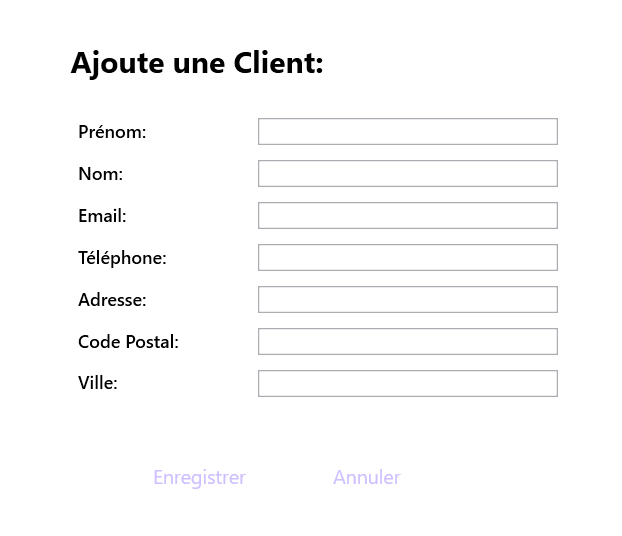 Ajoute une Client:
Prénom:
Nom:
Email:
Téléphone:
Adresse:
Code Postal:
Ville:
Enregistrer Annuler